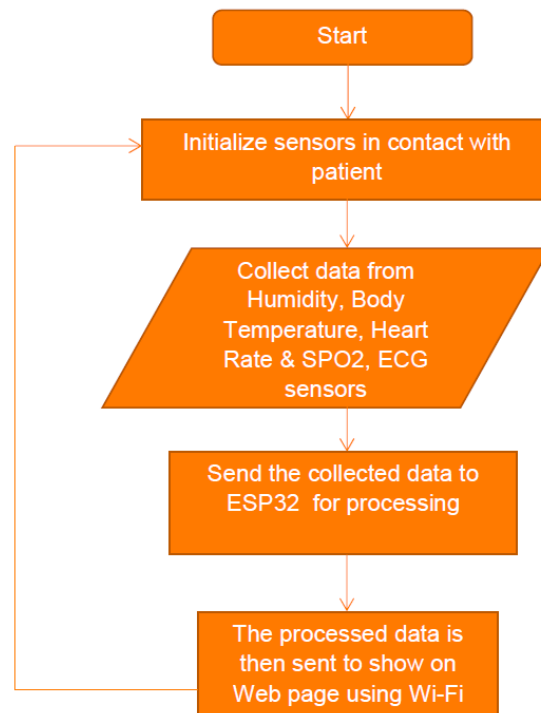 Start
Initialize sensors in contact with
patient
Collect data from
Humidity, Body
Temperature, Heart
Rate & SPO2, ECG
sensors
Send the collected data to
ESP32  for processing
The processed data is
then sent to show on
Web page using Wi-Fi